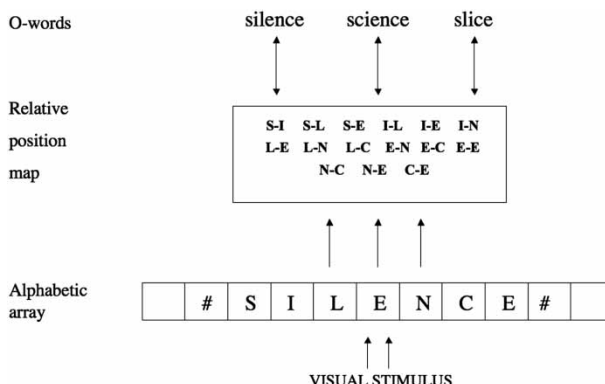 O-words silence science slice
Relative
position
map
S-I S-L S-E I-L I-E I-N
L-E L-N L-C E-N E-C E-E
N-C N-E C-E
Alphabetic
array
# S I L E N C E #
VISUAL STIMULUS